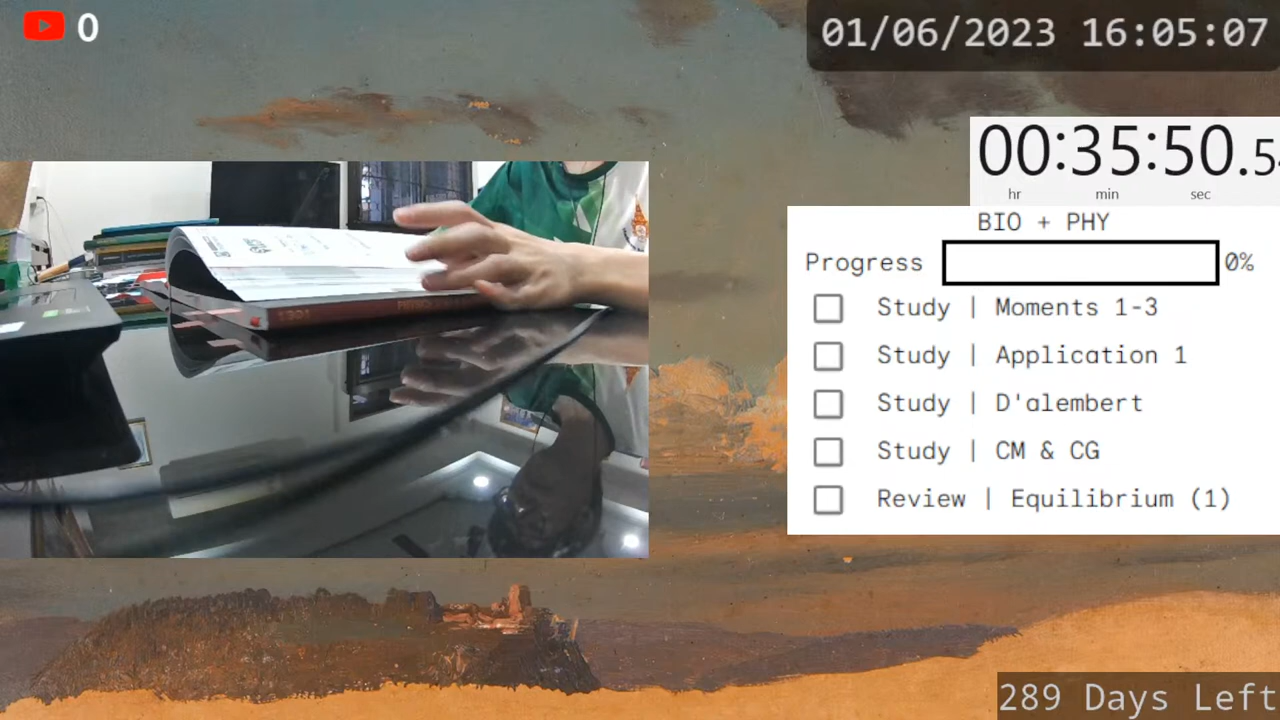 0
01/06/2023 16:05:07
00:35:50.5
hr min sec
BIO + PHY
Progress 0%
Study | Moments 1-3
Study | Application 1
Study | D'alembert
Study | CM & CG
Review | Equilibrium (1)
289 Days Left